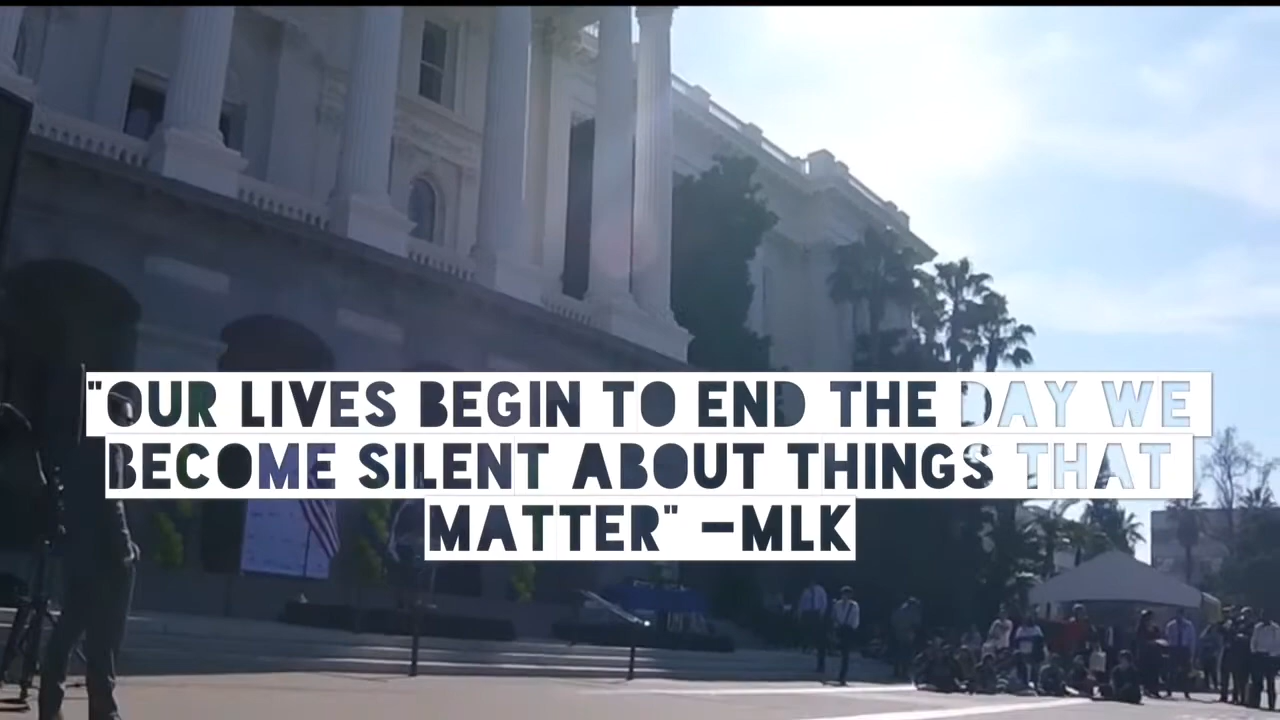 "OUR LIVES BEGIN TO END THE DAY WE
BECOME SILENT ABOUT THINGS THAT
MATTER" –MLK